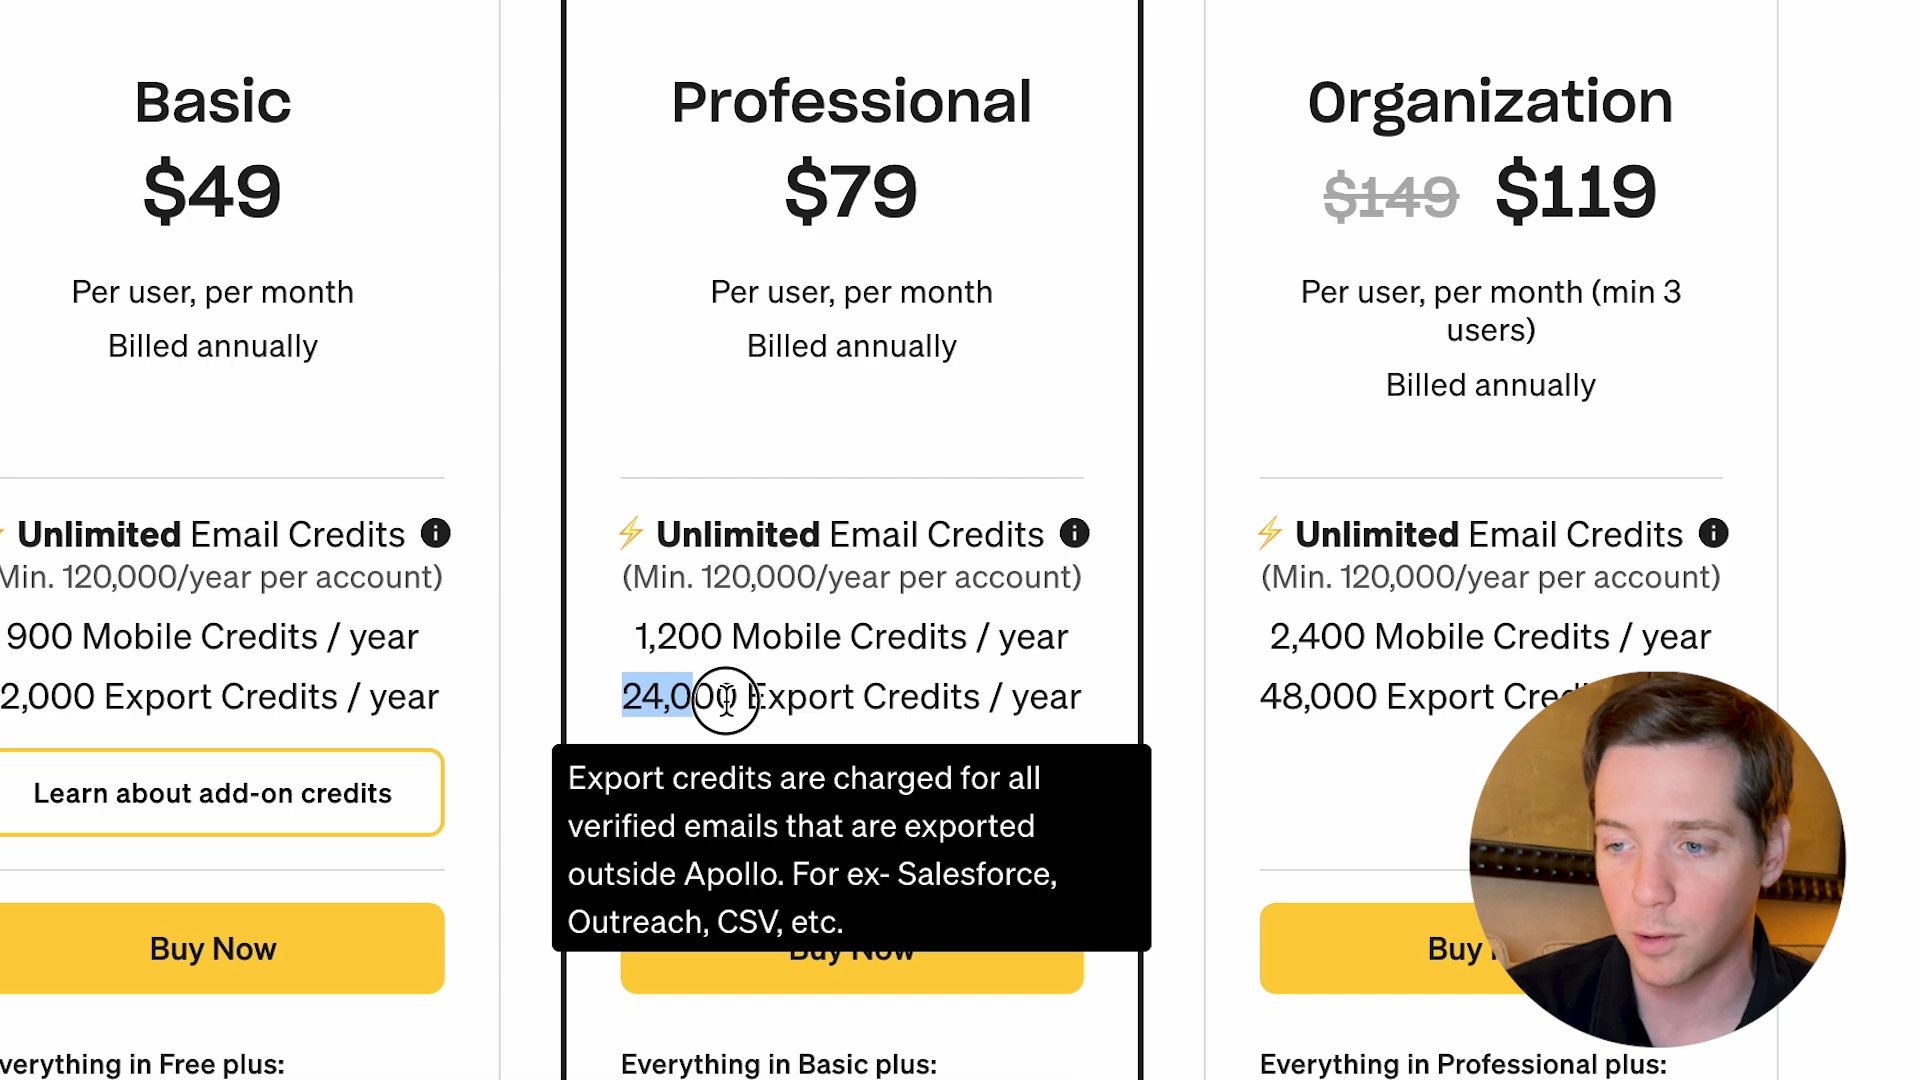 Basic
$49
Per user, per month
Billed annually
Unlimited Email Credits
Min. 120,000/year per account)
900 Mobile Credits / year
2,000 Export Credits / year
Learn about add-on credits
Buy Now
verything in Free plus:
Professional
$79
Per user, per month
Billed annually
⚡ Unlimited Email Credits
(Min. 120,000/year per account)
1,200 Mobile Credits / year
24,000 Export Credits / year
Export credits are charged for all
verified emails that are exported
outside Apollo. For ex- Salesforce,
Outreach, CSV, etc.
Buy Now
Everything in Basic plus:
Organization
$149 $119
Per user, per month (min 3
users)
Billed annually
⚡ Unlimited Email Credits
(Min. 120,000/year per account)
2,400 Mobile Credits / year
48,000 Export Cred
Buy
Everything in Professional plus: